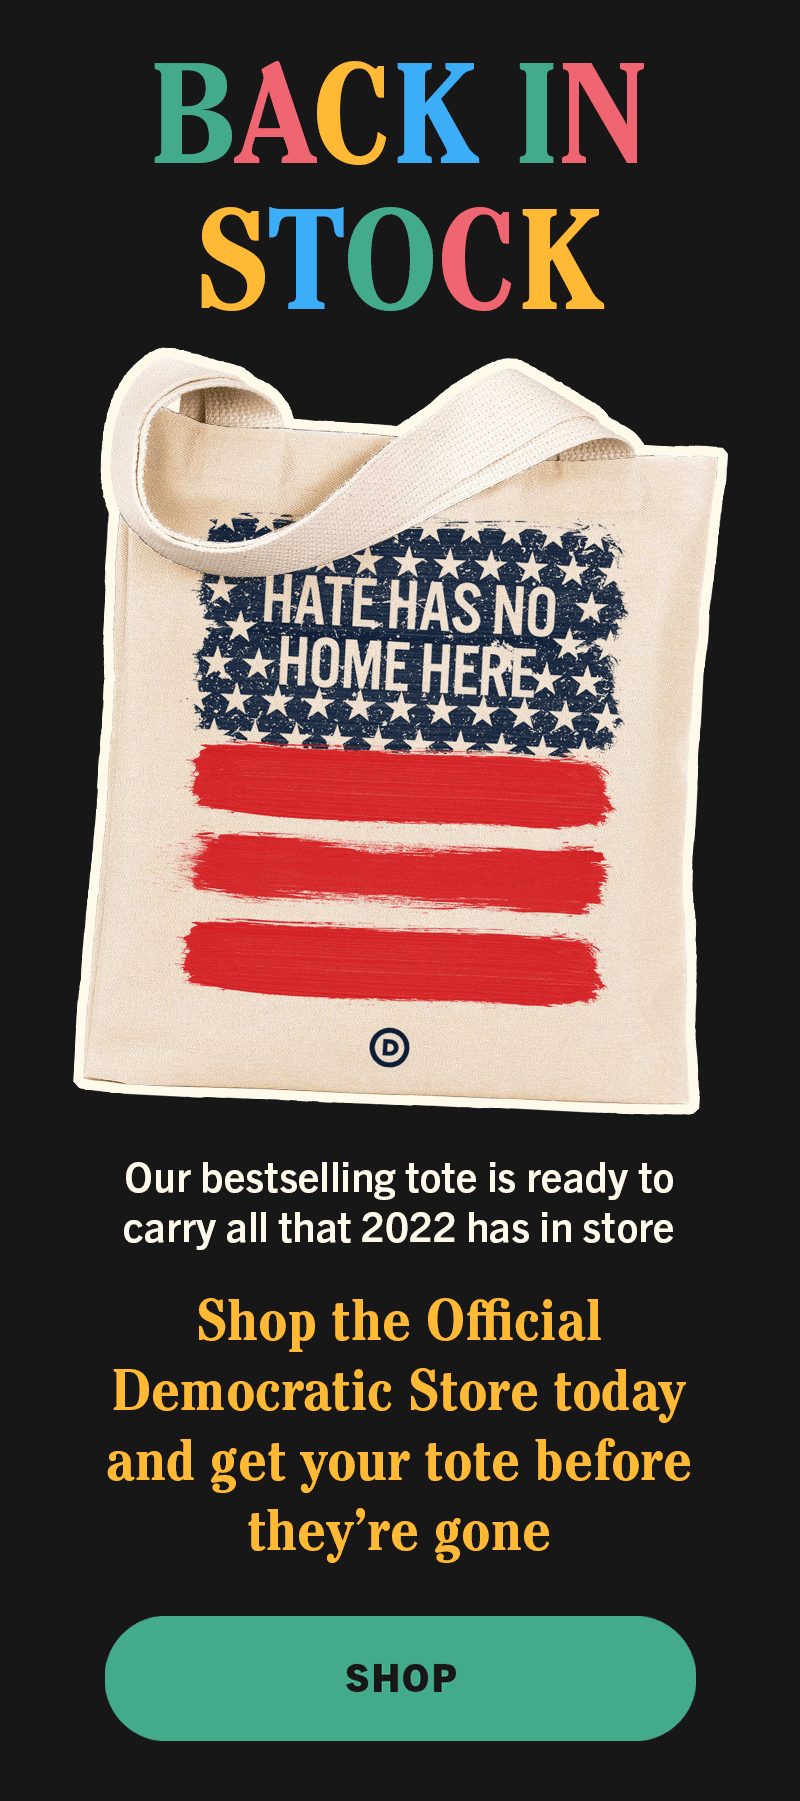 BACK IN
STOCK
HATE HAS NO
HOME HERE
D
Our bestselling tote is ready to
carry all that 2022 has in store
Shop the Official
Democratic Store today
and get your tote before
they’re gone
SHOP